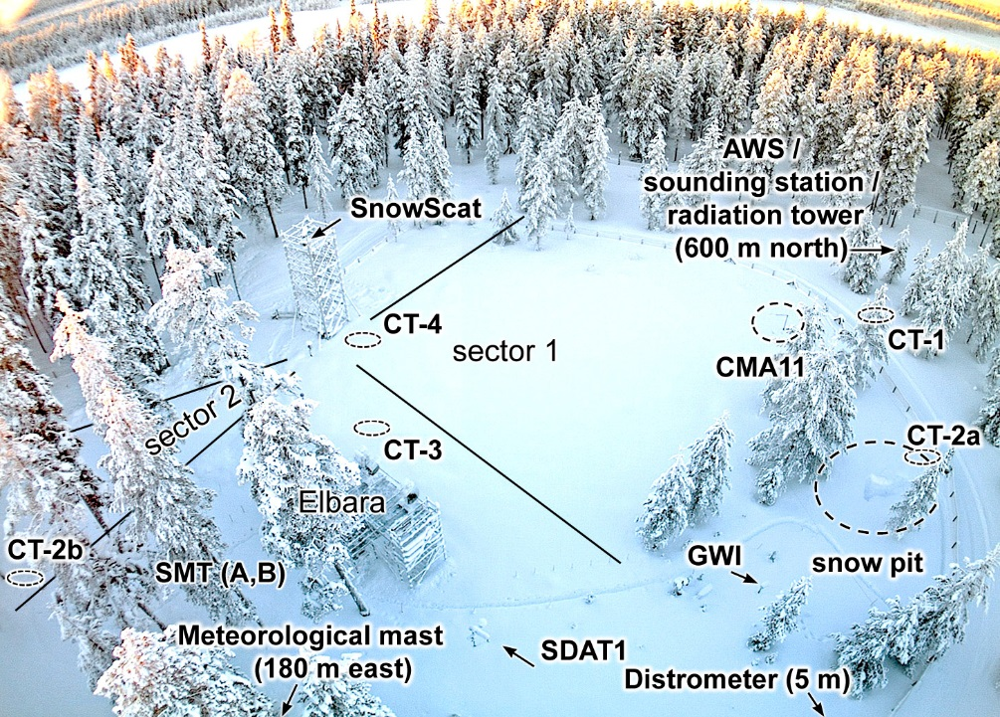 AWS /
sounding station /
radiation tower
(600 m north)
SnowScat
CT-4
sector 1
CT-1
CMA11
sector 2
CT-3
CT-2a
Elbara
CT-2b
SMT (A,B)
GWI
snow pit
Meteorological mast
(180 m east)
SDAT1
Distrometer (5 m)